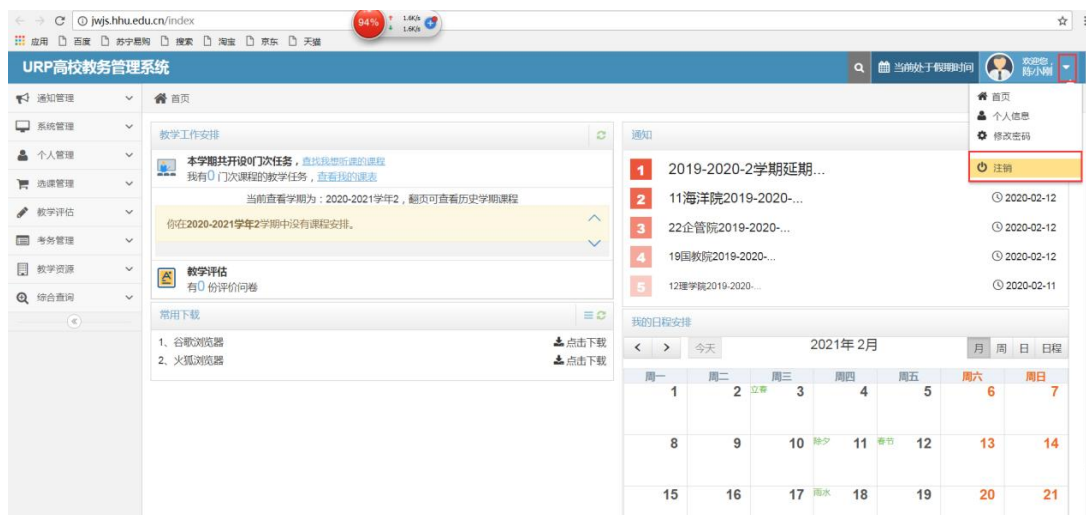 jwjs.hhu.edu.cn/index
94%
1.6K/s
1.6K/s
应用 百度 苏宁易购 搜索 淘宝 京东 天猫
URP高校教务管理系统
当前处于假期时间
欢迎您，
陈小刚
通知管理
系统管理
个人管理
选课管理
教学评估
考务管理
教学资源
综合查询
首页
首页
个人信息
修改密码
注销
教学工作安排
本学期共开设0门次任务，查找我想听课的课程
我有0 门次课程的教学任务，查看我的课表
当前查看学期为：2020-2021学年2，翻页可查看历史学期课程
你在2020-2021学年2学期中没有课程安排。
教学评估
有0 份评价问卷
常用下载
1、谷歌浏览器 点击下载
2、火狐浏览器 点击下载
通知
1 2019-2020-2学期延期...
2 11海洋院2019-2020-... 2020-02-12
3 22企管院2019-2020-... 2020-02-12
4 19国教院2019-2020-... 2020-02-12
5 12理学院2019-2020-... 2020-02-11
我的日程安排
今天 2021年 2月 月 周 日 日程
周一 周二 周三 周四 周五 周六 周日
1 2 立春 3 4 5 6 7
8 9 10 除夕 11 春节 12 13 14
15 16 17 雨水 18 19 20 21